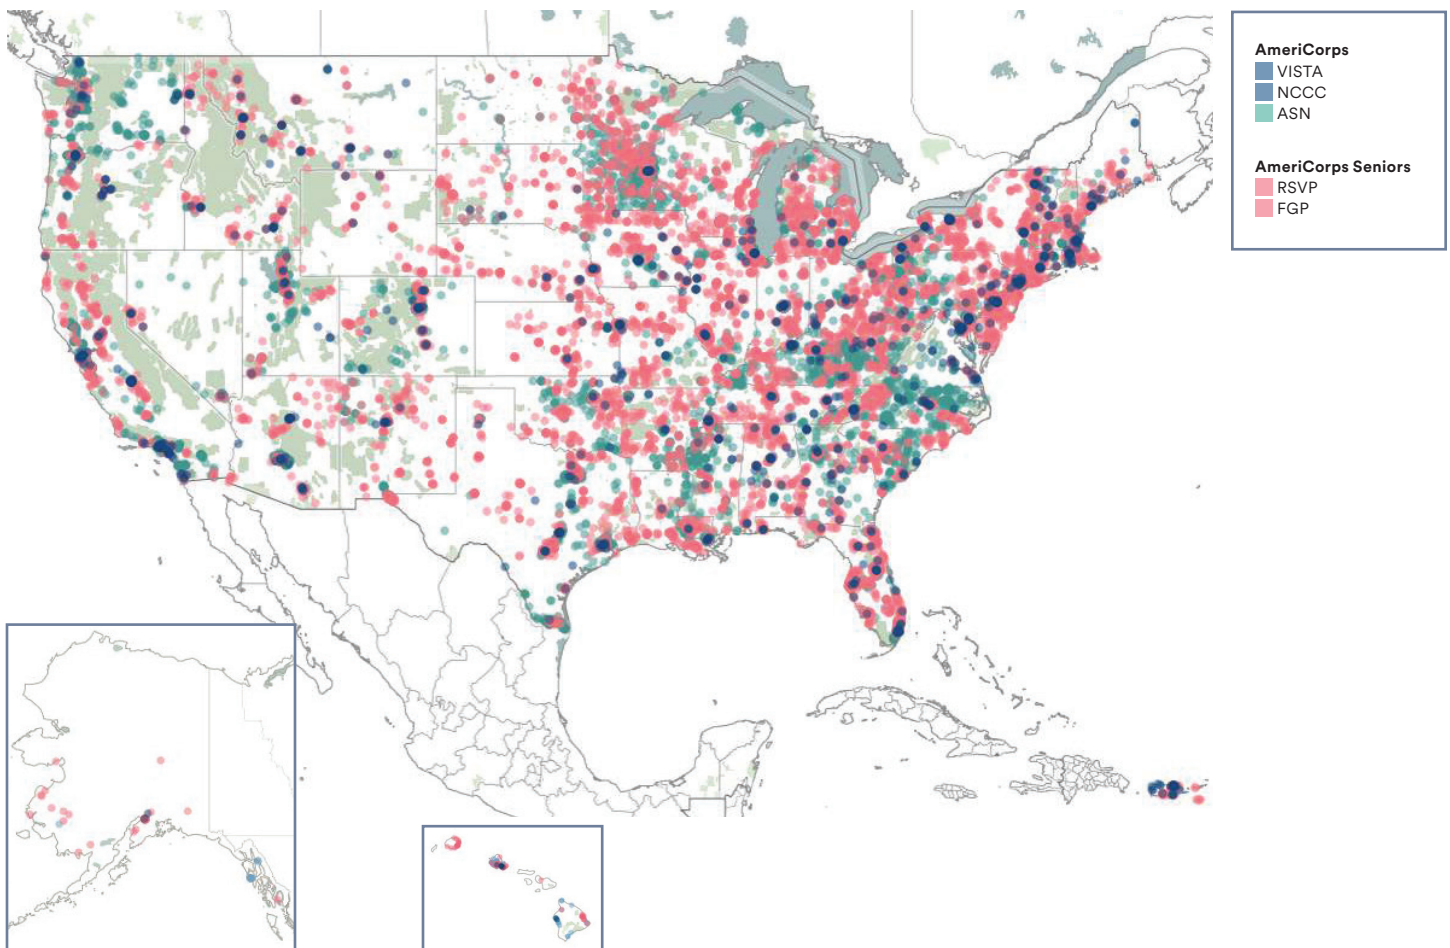 AmeriCorps
VISTA
NCCC
ASN
AmeriCorps Seniors
RSVP
FGP